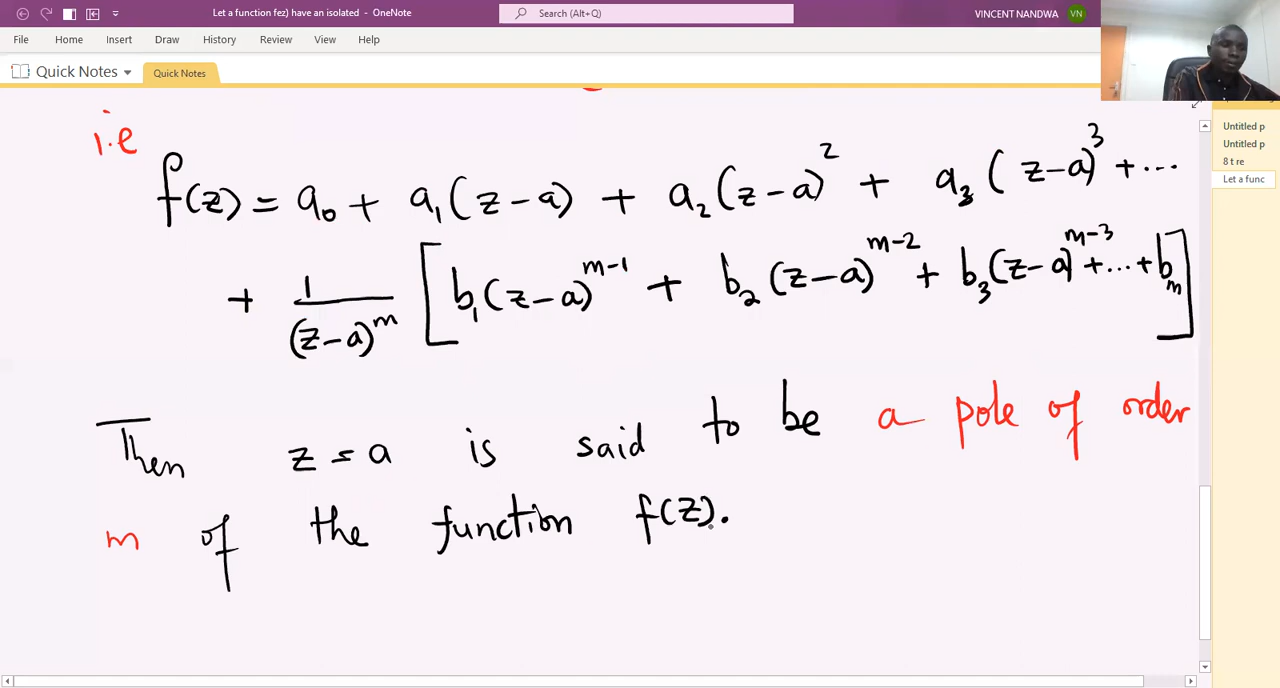 Let a function fez) have an isolated - OneNote
Search (Alt+Q)
VINCENT NANDWA VN
File Home Insert Draw History Review View Help
Quick Notes
Quick Notes
Untitled p
Untitled p
8 t re
Let a func
i.e
f(z) = a₀ + a₁(z-a) + a₂(z-a)² + a₃(z-a)³ + ...
+ 1/(z-a)ᵐ [b₁(z-a)ᵐ⁻¹ + b₂(z-a)ᵐ⁻² + b₃(z-a)ᵐ⁻³ + ... + bₘ]
Then z = a is said to be a pole of order
m of the function f(z).